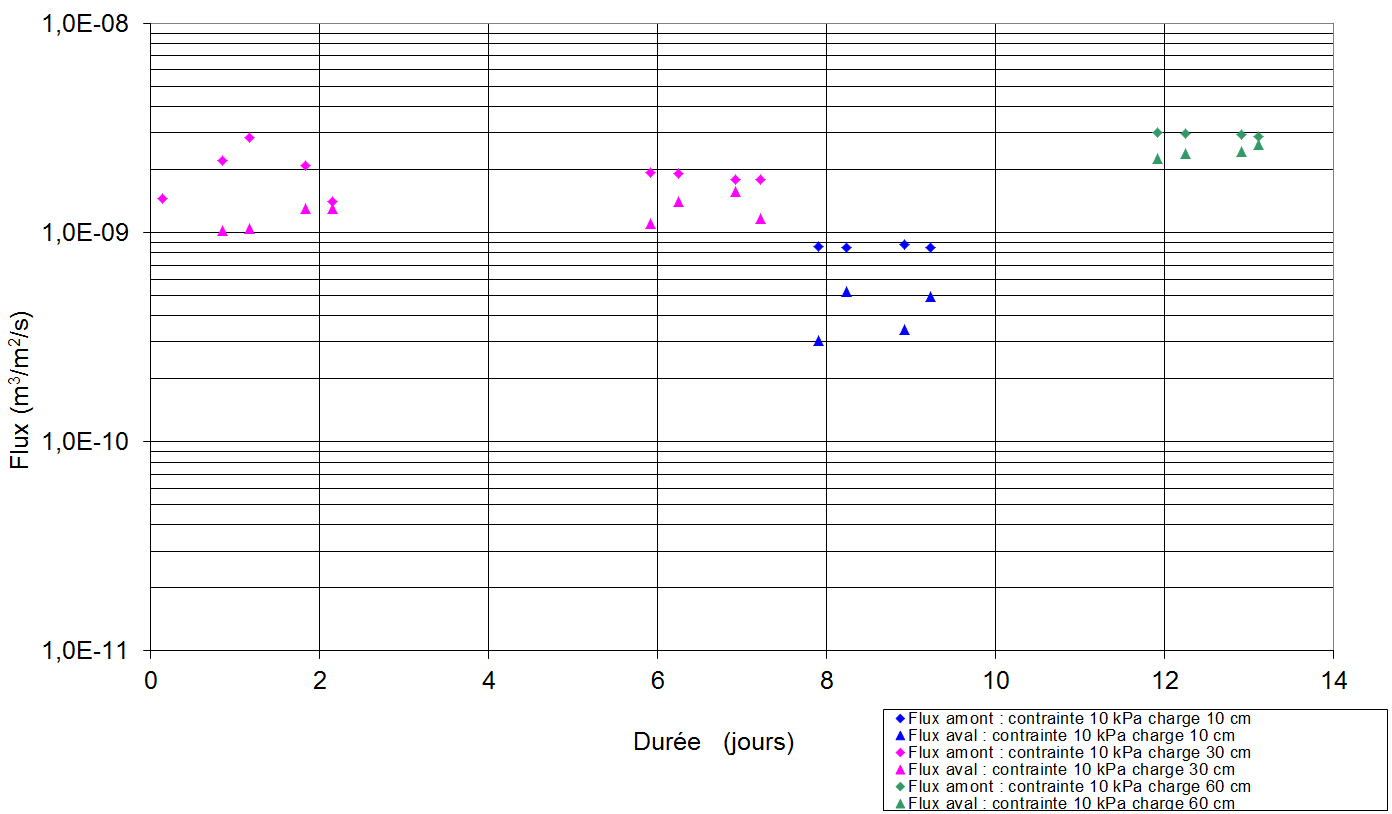 1,0E-08
1,0E-09
1,0E-10
1,0E-11
Flux (m³/m²/s)
0 2 4 6 8 10 12 14
Durée (jours)
Flux amont : contrainte 10 kPa charge 10 cm
Flux aval : contrainte 10 kPa charge 10 cm
Flux amont : contrainte 10 kPa charge 30 cm
Flux aval : contrainte 10 kPa charge 30 cm
Flux amont : contrainte 10 kPa charge 60 cm
Flux aval : contrainte 10 kPa charge 60 cm